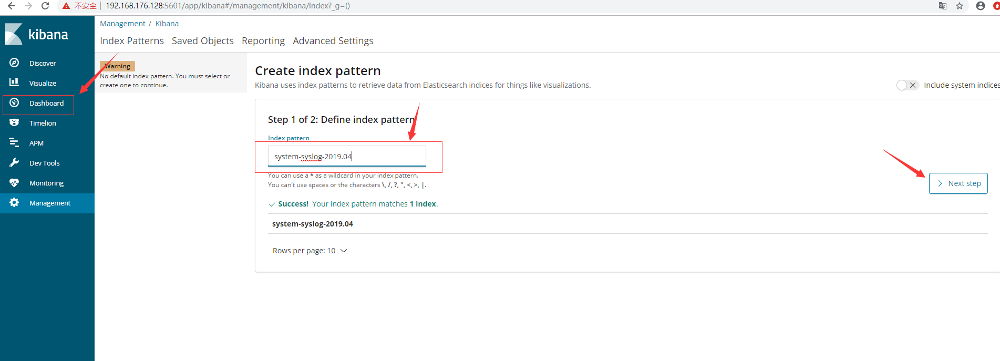 不安全 192.168.176.128:5601/app/kibana#/management/kibana/index?_g=()
kibana
Discover
Visualize
Dashboard
Timelion
APM
Dev Tools
Monitoring
Management
Management / Kibana
Index Patterns Saved Objects Reporting Advanced Settings
Warning
No default index pattern. You must select or
create one to continue.
Create index pattern
Kibana uses index patterns to retrieve data from Elasticsearch indices for things like visualizations.
Include system indices
Step 1 of 2: Define index pattern
Index pattern
system-syslog-2019.04
You can use a * as a wildcard in your index pattern.
You can't use spaces or the characters \, /, ?, ", <, >, |.
Next step
Success! Your index pattern matches 1 index.
system-syslog-2019.04
Rows per page: 10